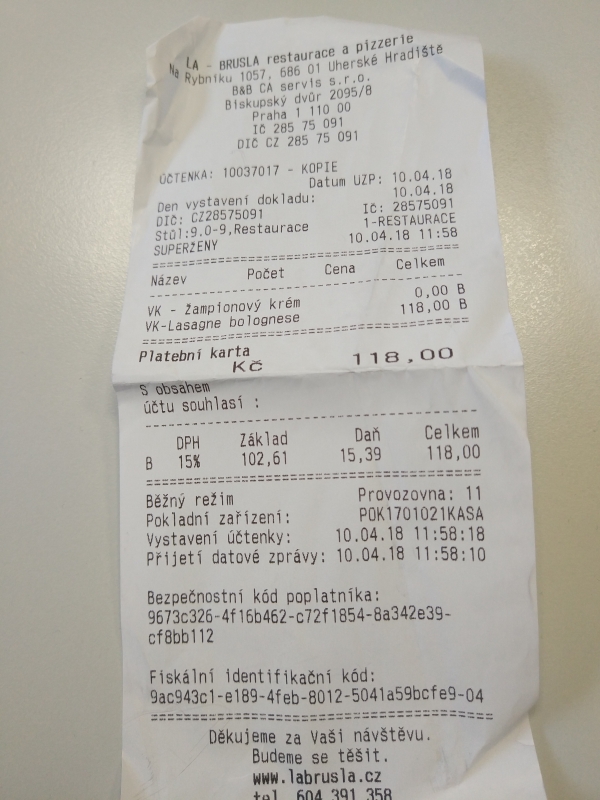 LA - BRUSLA restaurace a pizzerie
Na Rybníku 1057, 686 01 Uherské Hradiště
B&B CA servis s.r.o.
Biskupský dvůr 2095/8
Praha 1 110 00
IČ 285 75 091
DIČ CZ 285 75 091
ÚČTENKA: 10037017 - KOPIE
Datum UZP: 10.04.18
Den vystavení dokladu: 10.04.18
DIČ: CZ28575091 IČ: 28575091
Stůl:9.0-9,Restaurace 1-RESTAURACE
SUPERŽENY 10.04.18 11:58
Název Počet Cena Celkem
VK - Žampionový krém 0,00 B
VK-Lasagne bolognese 118,00 B
Platební karta
Kč 118,00
S obsahem
účtu souhlasí :
DPH Základ Daň Celkem
B 15% 102,61 15,39 118,00
Běžný režim Provozovna: 11
Pokladní zařízení: POK1701021KASA
Vystavení účtenky: 10.04.18 11:58:18
Přijetí datové zprávy: 10.04.18 11:58:10
Bezpečnostní kód poplatníka:
9673c326-4f16b462-c72f1854-8a342e39-
cf8bb112
Fiskální identifikační kód:
9ac943c1-e189-4feb-8012-5041a59bcfe9-04
Děkujeme za Vaši návštěvu.
Budeme se těšit.
www.labrusla.cz
tel. 604 391 358